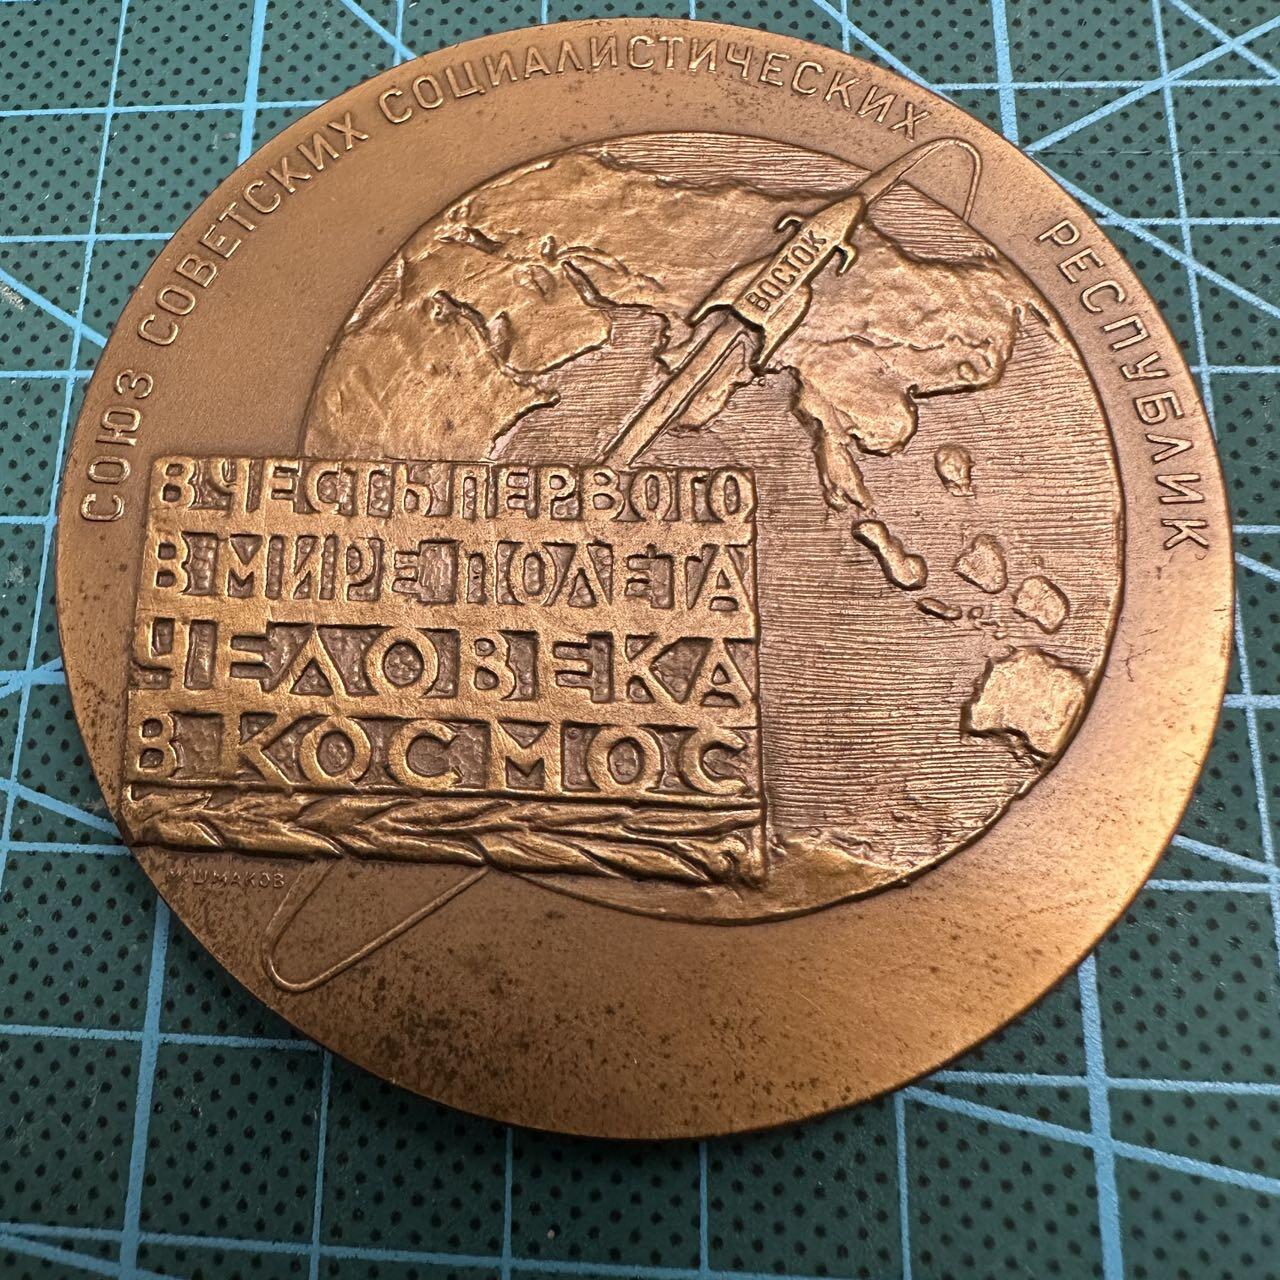 СОЮЗ СОВЕТСКИХ СОЦИАЛИСТИЧЕСКИХ РЕСПУБЛИК
ВОСТОК
В ЧЕСТЬ ПЕРВОГО
В МИРЕ ПОЛЕТА
ЧЕЛОВЕКА
В КОСМОС
ШМАКОВ